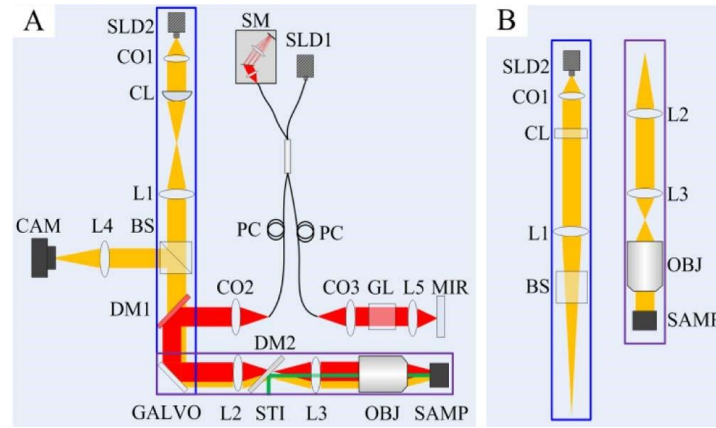 A
SLD2
CO1
CL
L1
CAM
L4
BS
DM1
GALVO
SM
SLD1
PC
PC
CO2
CO3
GL
L5
MIR
DM2
L2
STI
L3
OBJ
SAMP
B
SLD2
CO1
CL
L1
BS
L2
L3
OBJ
SAMP